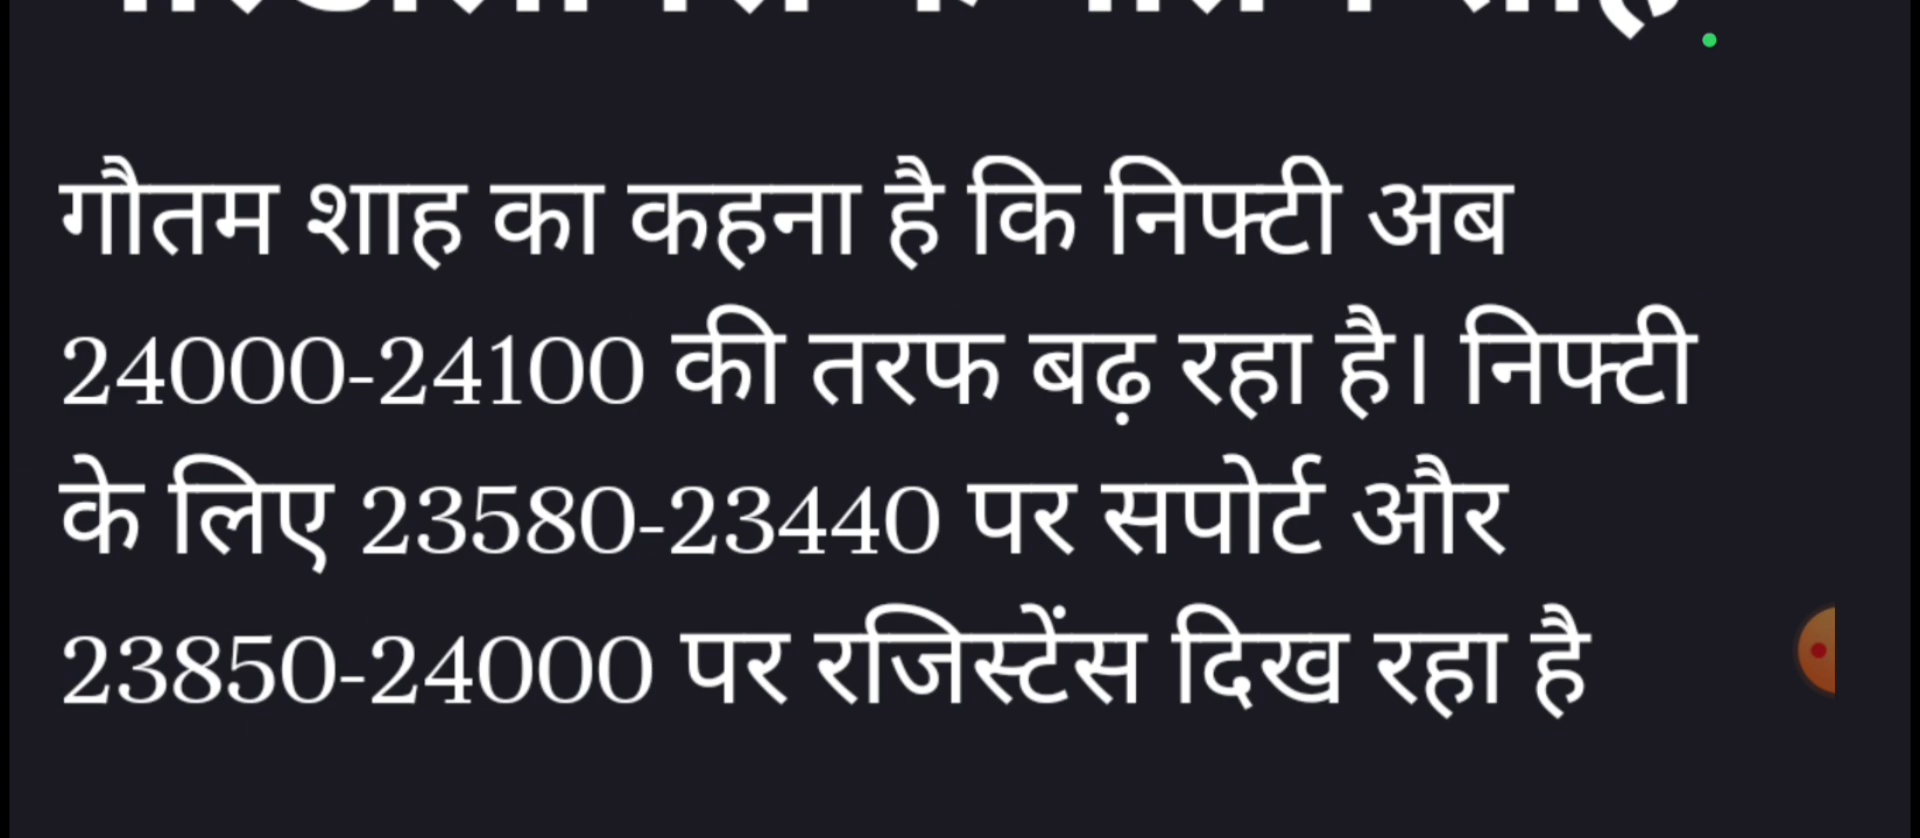 गौतम शाह का कहना है कि निफ्टी अब
24000-24100 की तरफ बढ़ रहा है। निफ्टी
के लिए 23580-23440 पर सपोर्ट और
23850-24000 पर रजिस्टेंस दिख रहा है